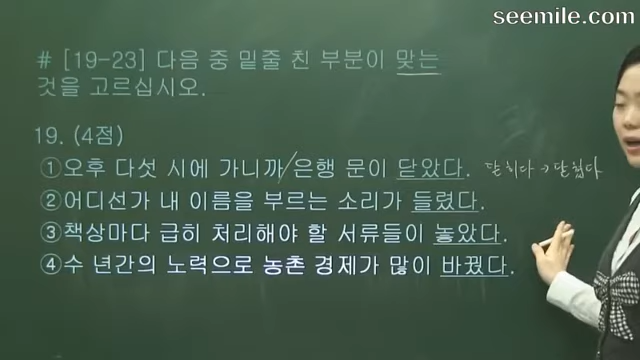 seemile.com
# [19-23] 다음 중 밑줄 친 부분이 맞는
것을 고르십시오.
19. (4점)
①오후 다섯 시에 가니까/은행 문이 닫았다. 닫히다→닫혔다
②어디선가 내 이름을 부르는 소리가 들렸다.
③책상마다 급히 처리해야 할 서류들이 놓았다.
④수 년간의 노력으로 농촌 경제가 많이 바꿨다.
seemile.com